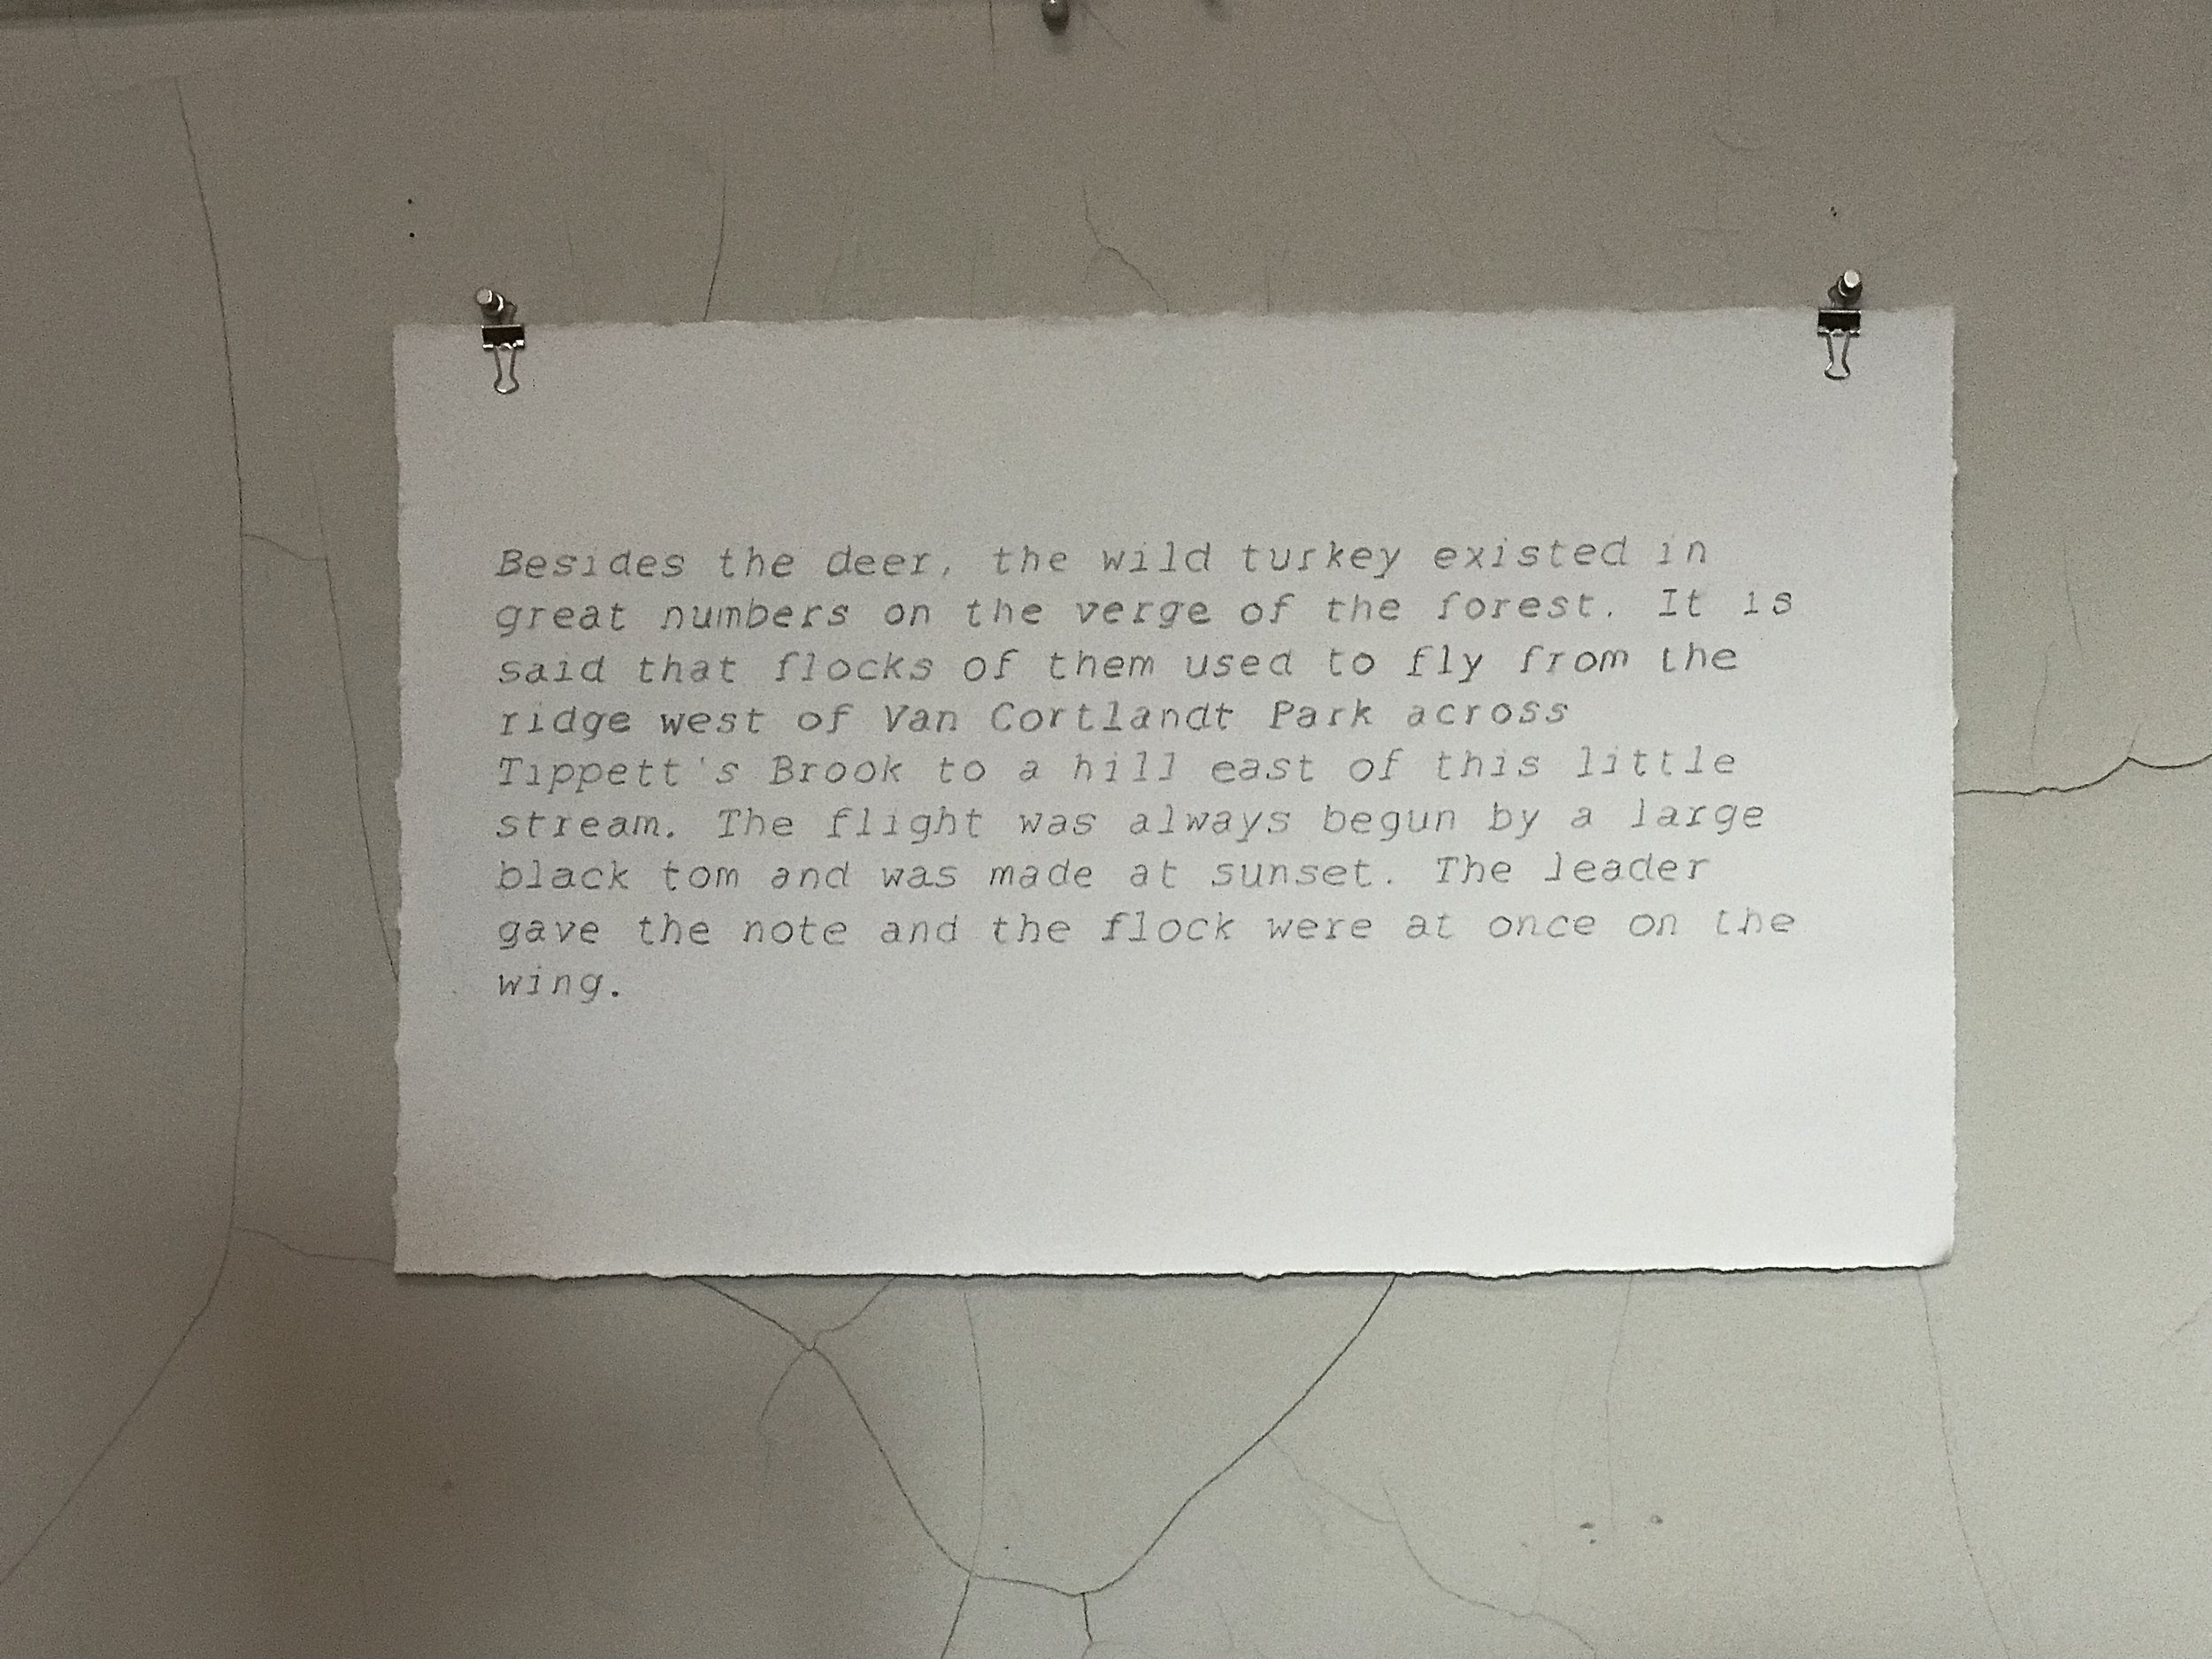 Besides the deer, the wild turkey existed in
great numbers on the verge of the forest. It is
said that flocks of them used to fly from the
ridge west of Van Cortlandt Park across
Tippett's Brook to a hill east of this little
stream. The flight was always begun by a large
black tom and was made at sunset. The leader
gave the note and the flock were at once on the
wing.